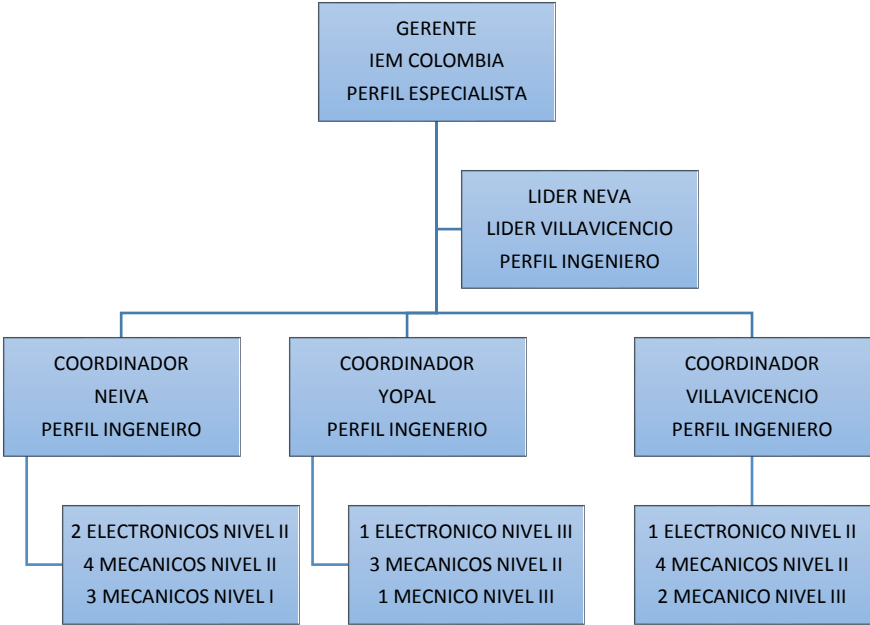 GERENTE
IEM COLOMBIA
PERFIL ESPECIALISTA
LIDER NEVA
LIDER VILLAVICENCIO
PERFIL INGENIERO
COORDINADOR
NEIVA
PERFIL INGENEIRO
COORDINADOR
YOPAL
PERFIL INGENERIO
COORDINADOR
VILLAVICENCIO
PERFIL INGENIERO
2 ELECTRONICOS NIVEL II
4 MECANICOS NIVEL II
3 MECANICOS NIVEL I
1 ELECTRONICO NIVEL III
3 MECANICOS NIVEL II
1 MECNICO NIVEL III
1 ELECTRONICO NIVEL II
4 MECANICOS NIVEL II
2 MECANICO NIVEL III